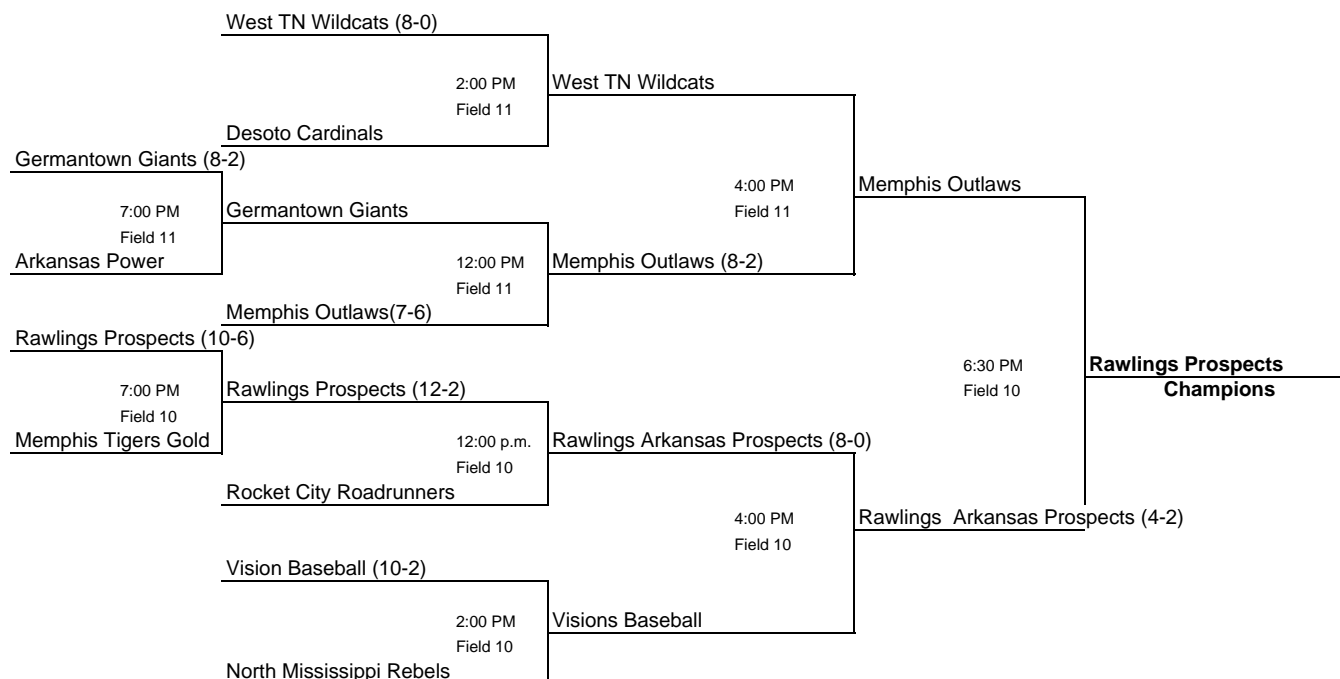 West TN Wildcats (8-0)
2:00 PM
West TN Wildcats
Field 11
Desoto Cardinals
Germantown Giants (8-2)
4:00 PM
Memphis Outlaws
7:00 PM
Germantown Giants
Field 11
Field 11
Arkansas Power
12:00 PM
Memphis Outlaws (8-2)
Field 11
Memphis Outlaws(7-6)
Rawlings Prospects (10-6)
6:30 PM
Rawlings Prospects
7:00 PM
Rawlings Prospects (12-2)
Field 10
Champions
Field 10
Memphis Tigers Gold
12:00 p.m.
Rawlings Arkansas Prospects (8-0)
Field 10
Rocket City Roadrunners
4:00 PM
Rawlings  Arkansas Prospects (4-2)
Field 10
Vision Baseball (10-2)
2:00 PM
Visions Baseball
Field 10
North Mississippi Rebels